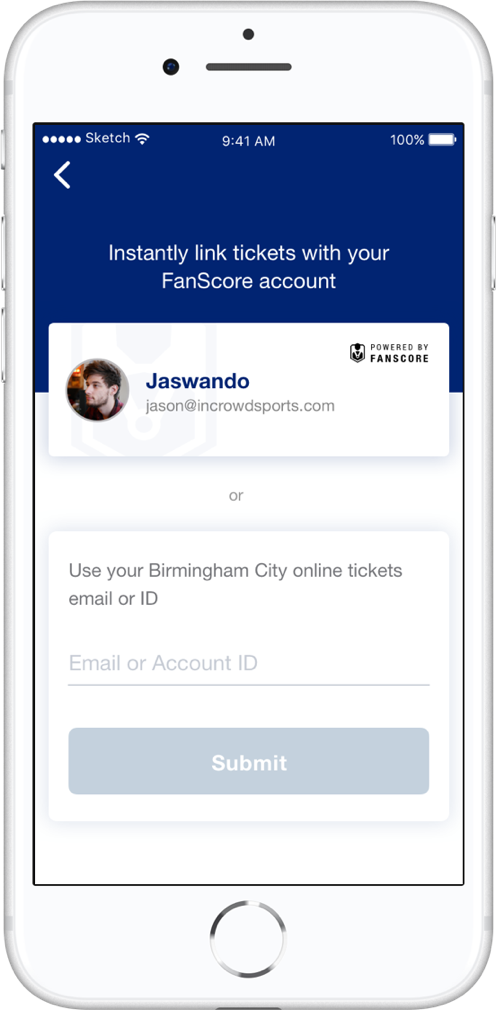 Sketch 9:41 AM 100%
Instantly link tickets with your
FanScore account
POWERED BY
FANSCORE
Jaswando
jason@incrowdsports.com
or
Use your Birmingham City online tickets
email or ID
Email or Account ID
Submit